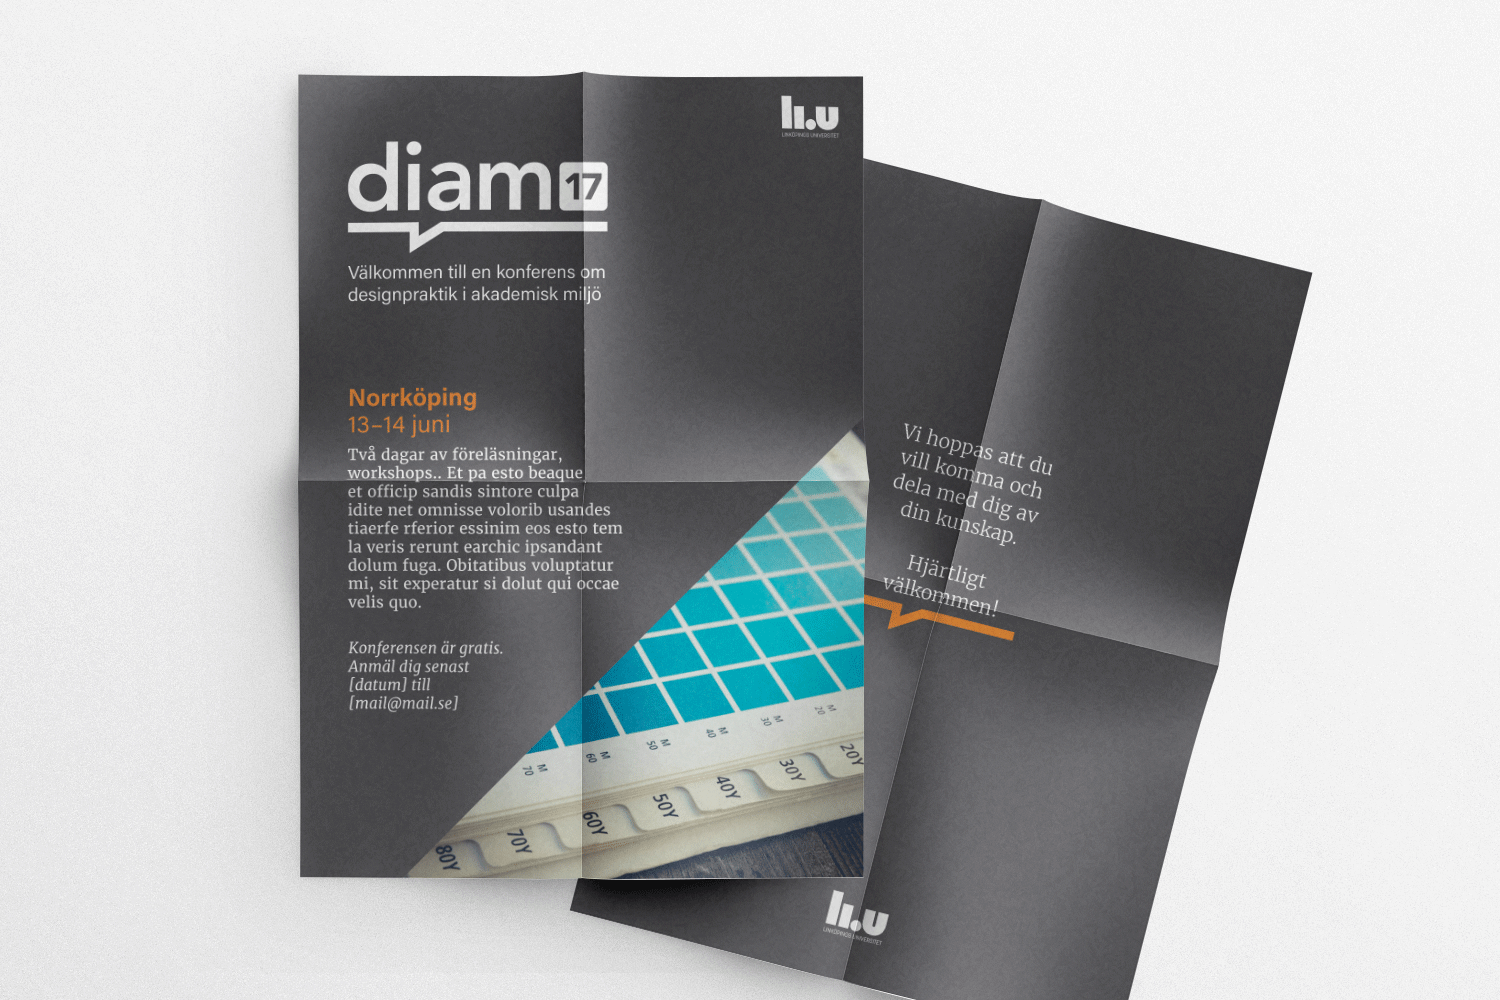 li.u
LINKÖPINGS UNIVERSITET
diam 17
Välkommen till en konferens om
designpraktik i akademisk miljö
Norrköping
13–14 juni
Två dagar av föreläsningar,
workshops.. Et pa esto beaque
et officip sandis sintore culpa
idite net omnisse volorib usandes
tiaerfe rferior essinim eos esto tem
la veris rerunt earchic ipsandant
dolum fuga. Obitatibus voluptatur
mi, sit experatur si dolut qui occae
velis quo.
Konferensen är gratis.
Anmäl dig senast
[datum] till
[mail@mail.se]
70 M
60 M
50 M
40 M
30 M
20 M
80Y
70Y
60Y
50Y
40Y
30Y
20Y
Vi hoppas att du
vill komma och
dela med dig av
din kunskap.
Hjärtligt
välkommen!
li.u
LINKÖPINGS UNIVERSITET